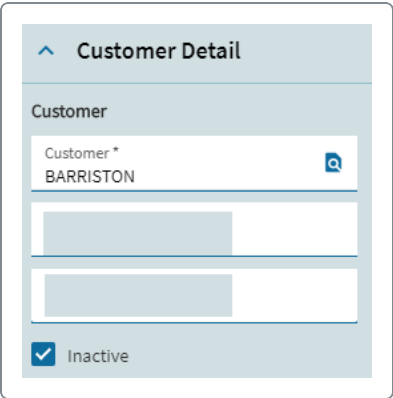 Customer Detail
Customer
Customer *
BARRISTON
Inactive